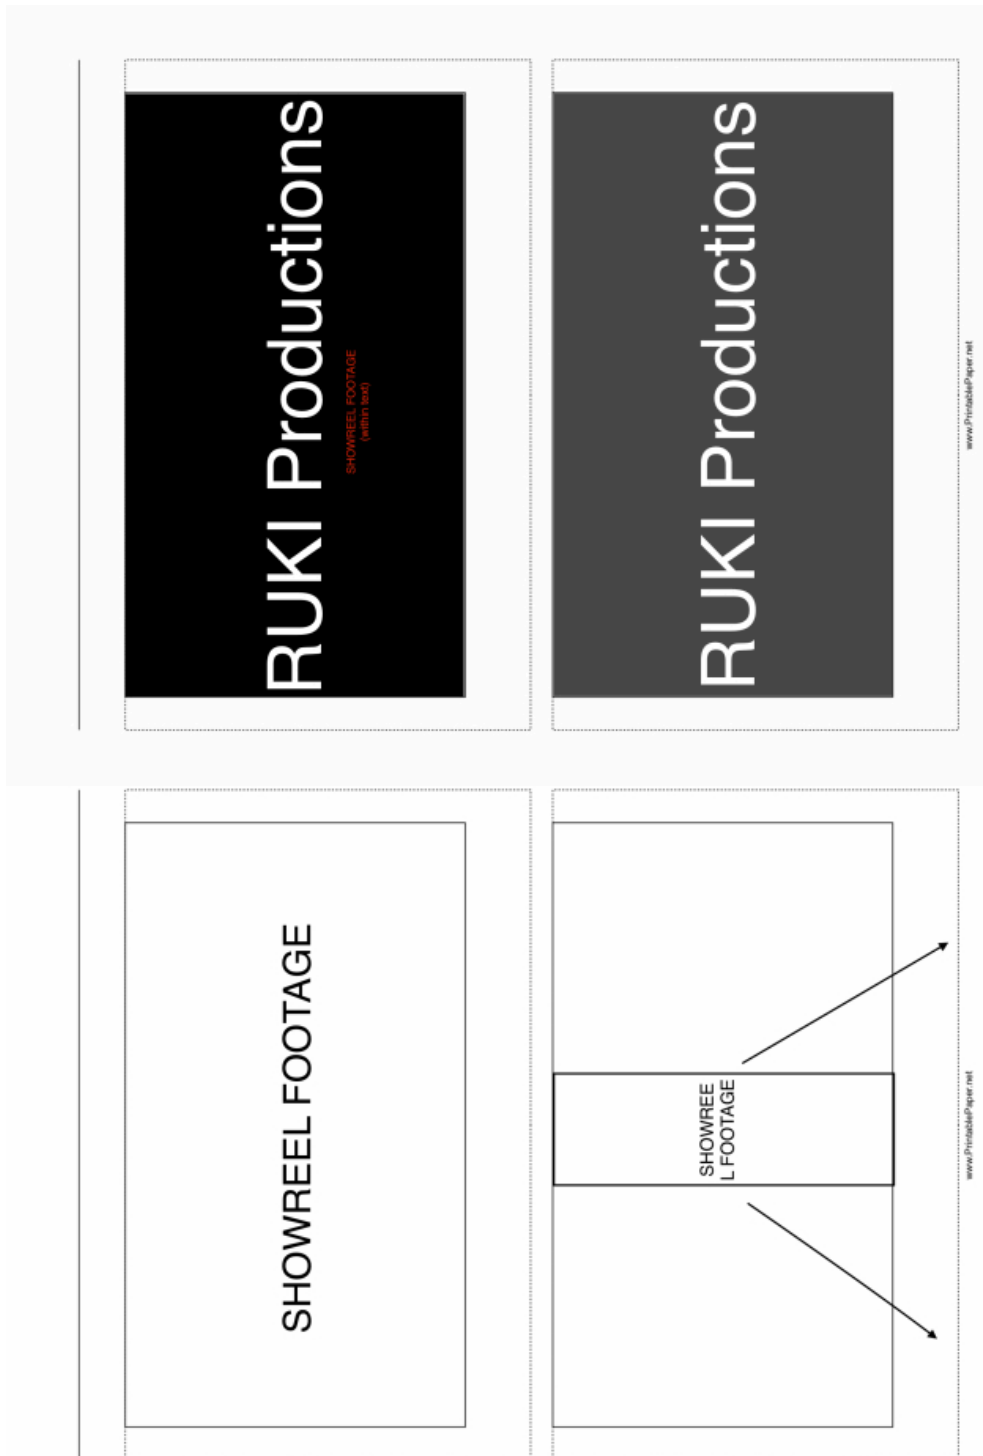 RUKI Productions
SHOWREEL FOOTAGE
(within text)
RUKI Productions
www.PrintablePaper.net
SHOWREEL FOOTAGE
SHOWREE
L FOOTAGE
www.PrintablePaper.net